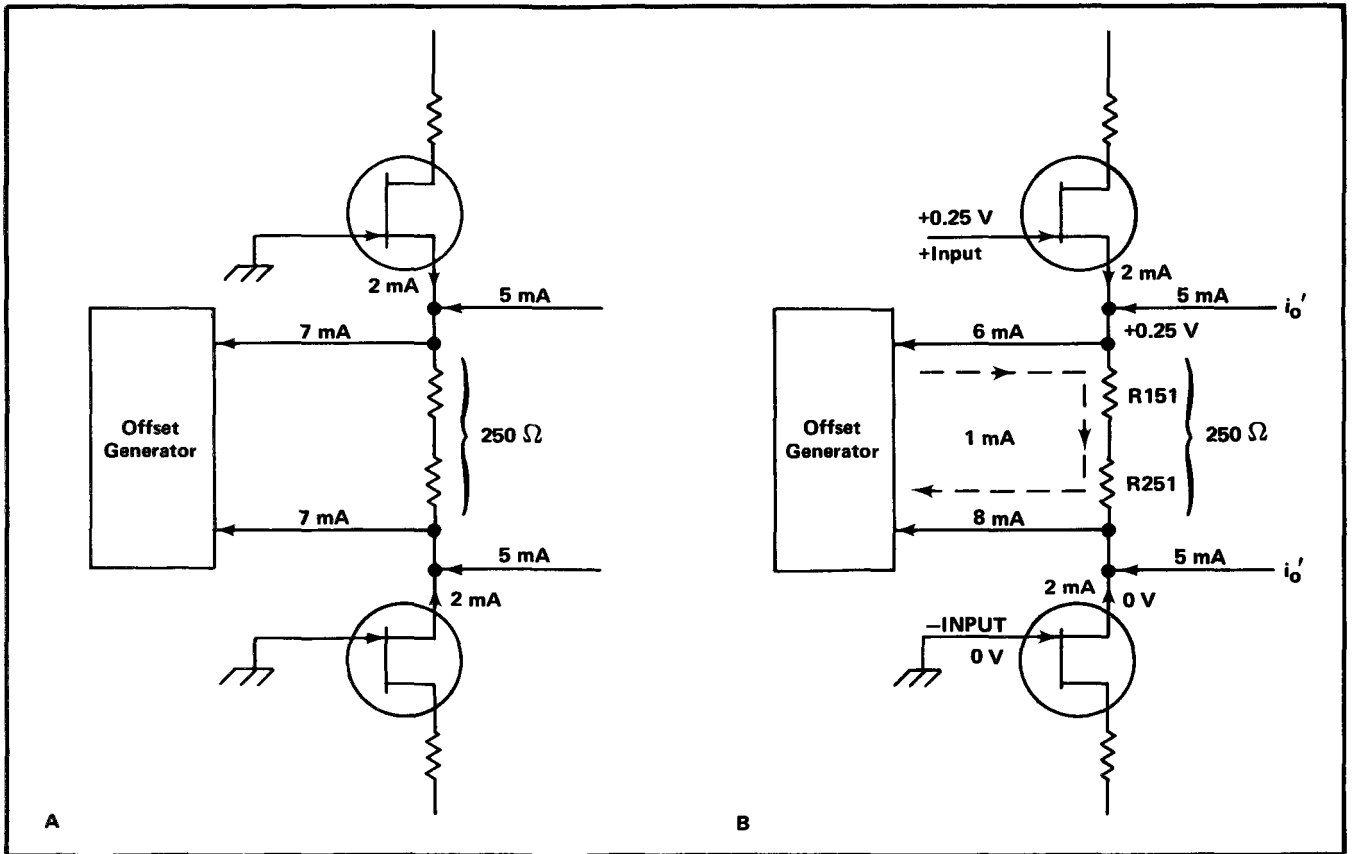 2 mA
5 mA
7 mA
Offset
Generator
250 Ω
7 mA
5 mA
2 mA
A
+0.25 V
+Input
2 mA
5 mA
i₀'
6 mA
+0.25 V
R151
Offset
Generator
1 mA
250 Ω
R251
8 mA
5 mA
i₀'
2 mA
0 V
–INPUT
0 V
B